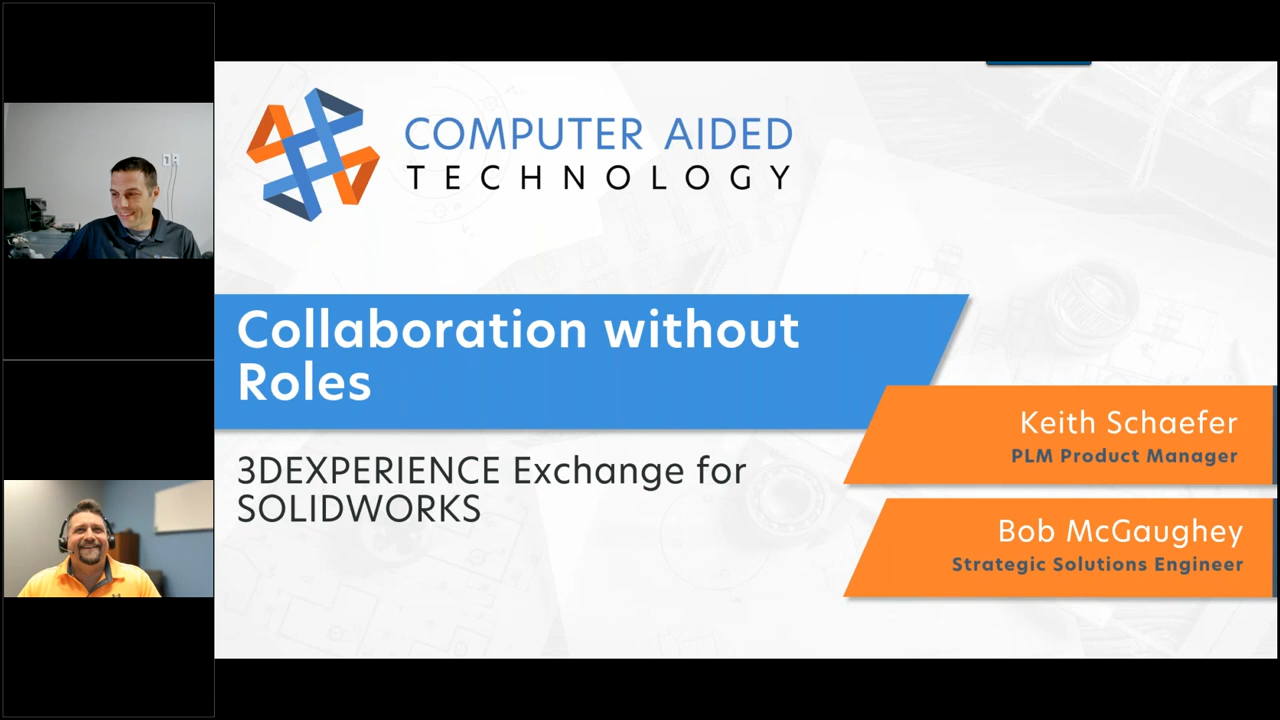 COMPUTER AIDED
TECHNOLOGY
Collaboration without
Roles
Keith Schaefer
PLM Product Manager
3DEXPERIENCE Exchange for
SOLIDWORKS
Bob McGaughey
Strategic Solutions Engineer